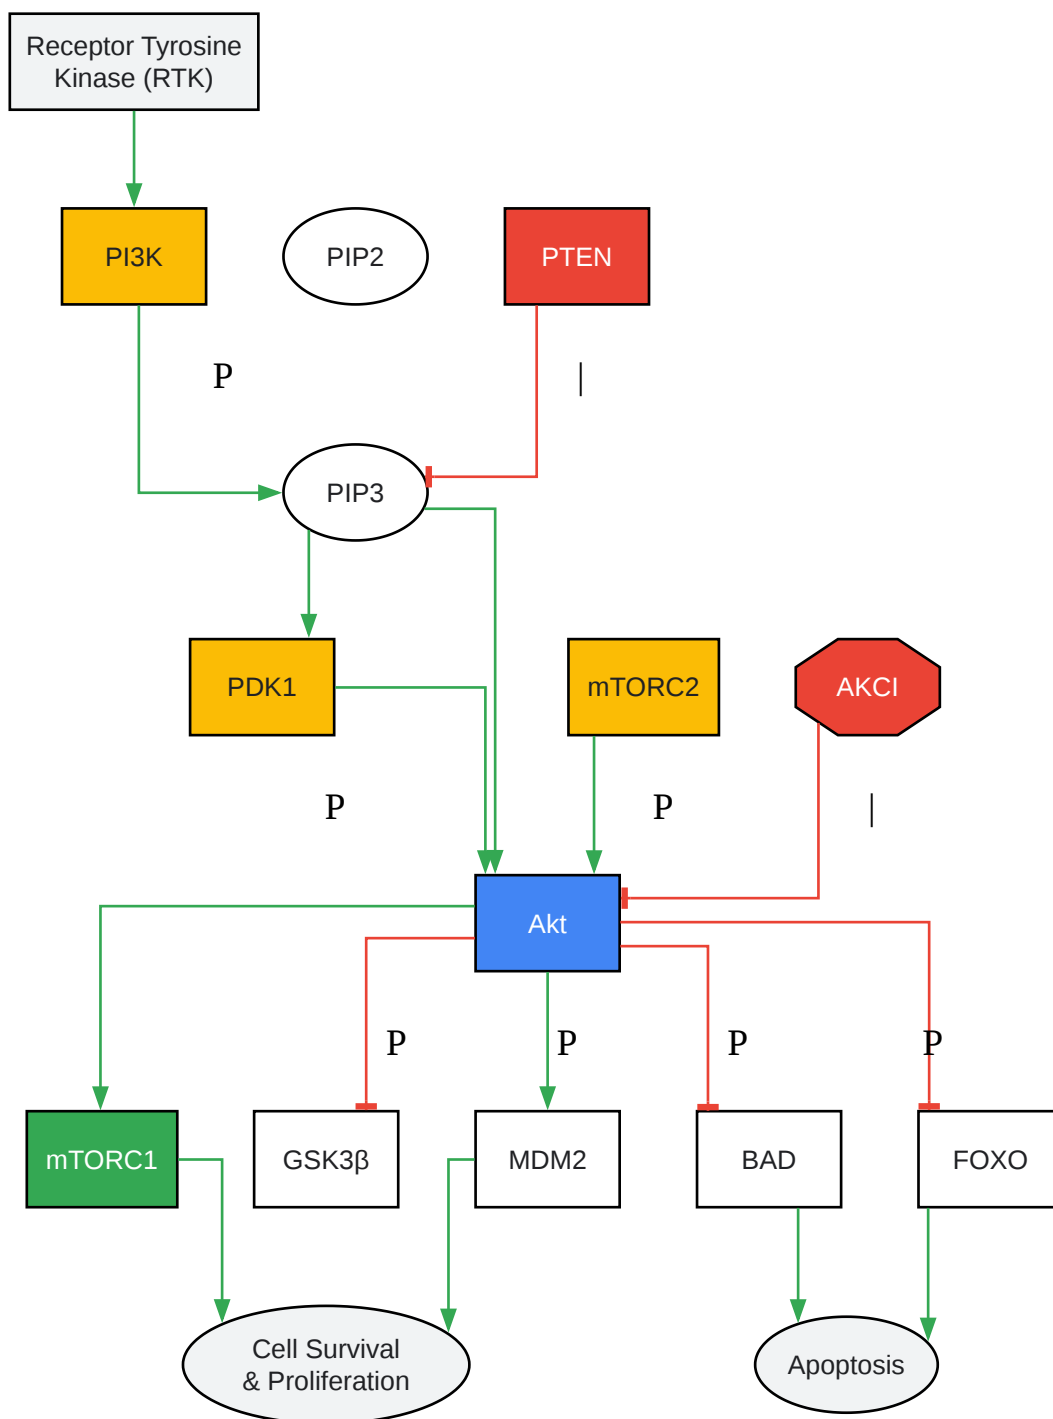 Receptor Tyrosine
Kinase (RTK)
PI3K
PIP2
PTEN
P
|
PIP3
PDK1
mTORC2
AKCI
P
P
|
Akt
P
P
P
P
mTORC1
GSK3β
MDM2
BAD
FOXO
Cell Survival
& Proliferation
Apoptosis